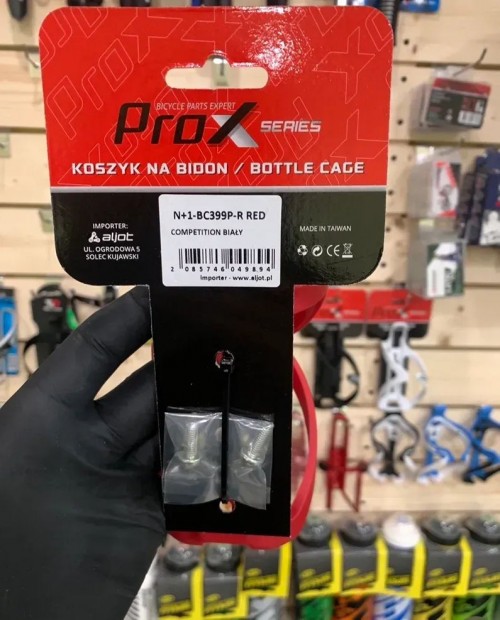 BICYCLE PARTS EXPERT
ProX SERIES
KOSZYK NA BIDON / BOTTLE CAGE
IMPORTER:
aljot
UL. OGRODOWA 5
SOLEC KUJAWSKI
N+1-BC399P-R RED
COMPETITION BIAŁY
2 085746 049894
Importer - www.aljot.pl
MADE IN TAIWAN
CE